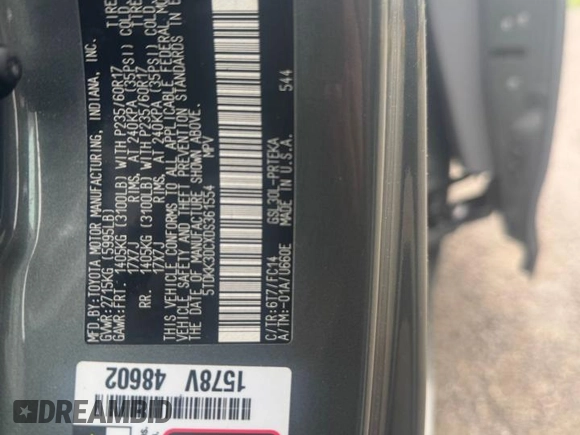 MFD.BY:TOYOTA MOTOR MANUFACTURING, INDIANA, INC.
GVWR:2715KG (5995LB) TIRE
GAWR:FRT. 1405KG (3100LB) WITH P235/60R17
17X7J RIMS. AT 240KPA (35PSI) COLD
RR. 1405KG (3100LB) WITH P235/60R17
17X7J RIMS. AT 240KPA (35PSI) COLD
THIS VEHICLE CONFORMS TO ALL APPLICABLE FEDERAL MO
VEHICLE SAFETY AND THEFT PREVENTION STANDARDS IN E
THE DATE OF MANUFACTURE SHOWN ABOVE.
5TDKK3DCXDS361554 MPV
C/TR:6T7/FC14 GSL30L-PRTEKA
A/TM:-01A/U660E MADE IN U.S.A. 544
1578V
48602
DREAMBID